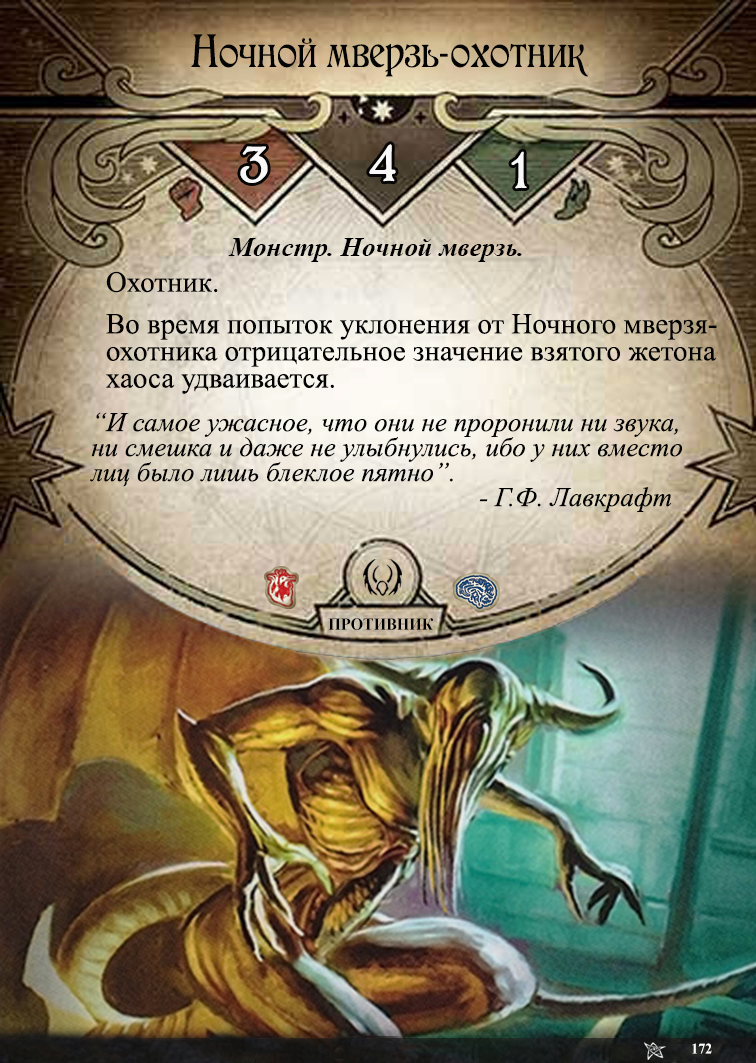 Ночной мверзь-охотник
3 4 1
Монстр. Ночной мверзь.
Охотник.
Во время попыток уклонения от Ночного мверзя-
охотника отрицательное значение взятого жетона
хаоса удваивается.
“И самое ужасное, что они не проронили ни звука,
ни смешка и даже не улыбнулись, ибо у них вместо
лиц было лишь блеклое пятно”.
- Г.Ф. Лавкрафт
ПРОТИВНИК
172